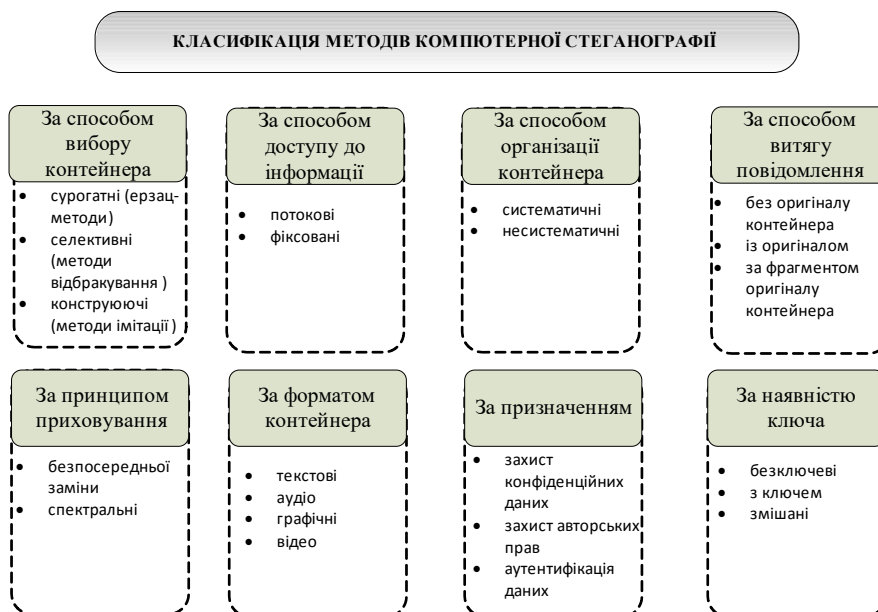 КЛАСИФІКАЦІЯ МЕТОДІВ КОМПЮТЕРНОЇ СТЕГАНОГРАФІЇ
За способом
вибору
контейнера
• сурогатні (ерзац-
методи)
• селективні
(методи
відбракування )
• конструюючі
(методи імітації )
За способом
доступу до
інформації
• потокові
• фіксовані
За способом
організації
контейнера
• систематичні
• несистематичні
За способом
витягу
повідомлення
• без оригіналу
контейнера
• із оригіналом
• за фрагментом
оригіналу
контейнера
За принципом
приховування
• безпосередньої
заміни
• спектральні
За форматом
контейнера
• текстові
• аудіо
• графічні
• відео
За призначенням
• захист
конфіденційних
даних
• захист авторських
прав
• аутентифікація
даних
За наявністю
ключа
• безключеві
• з ключем
• змішані